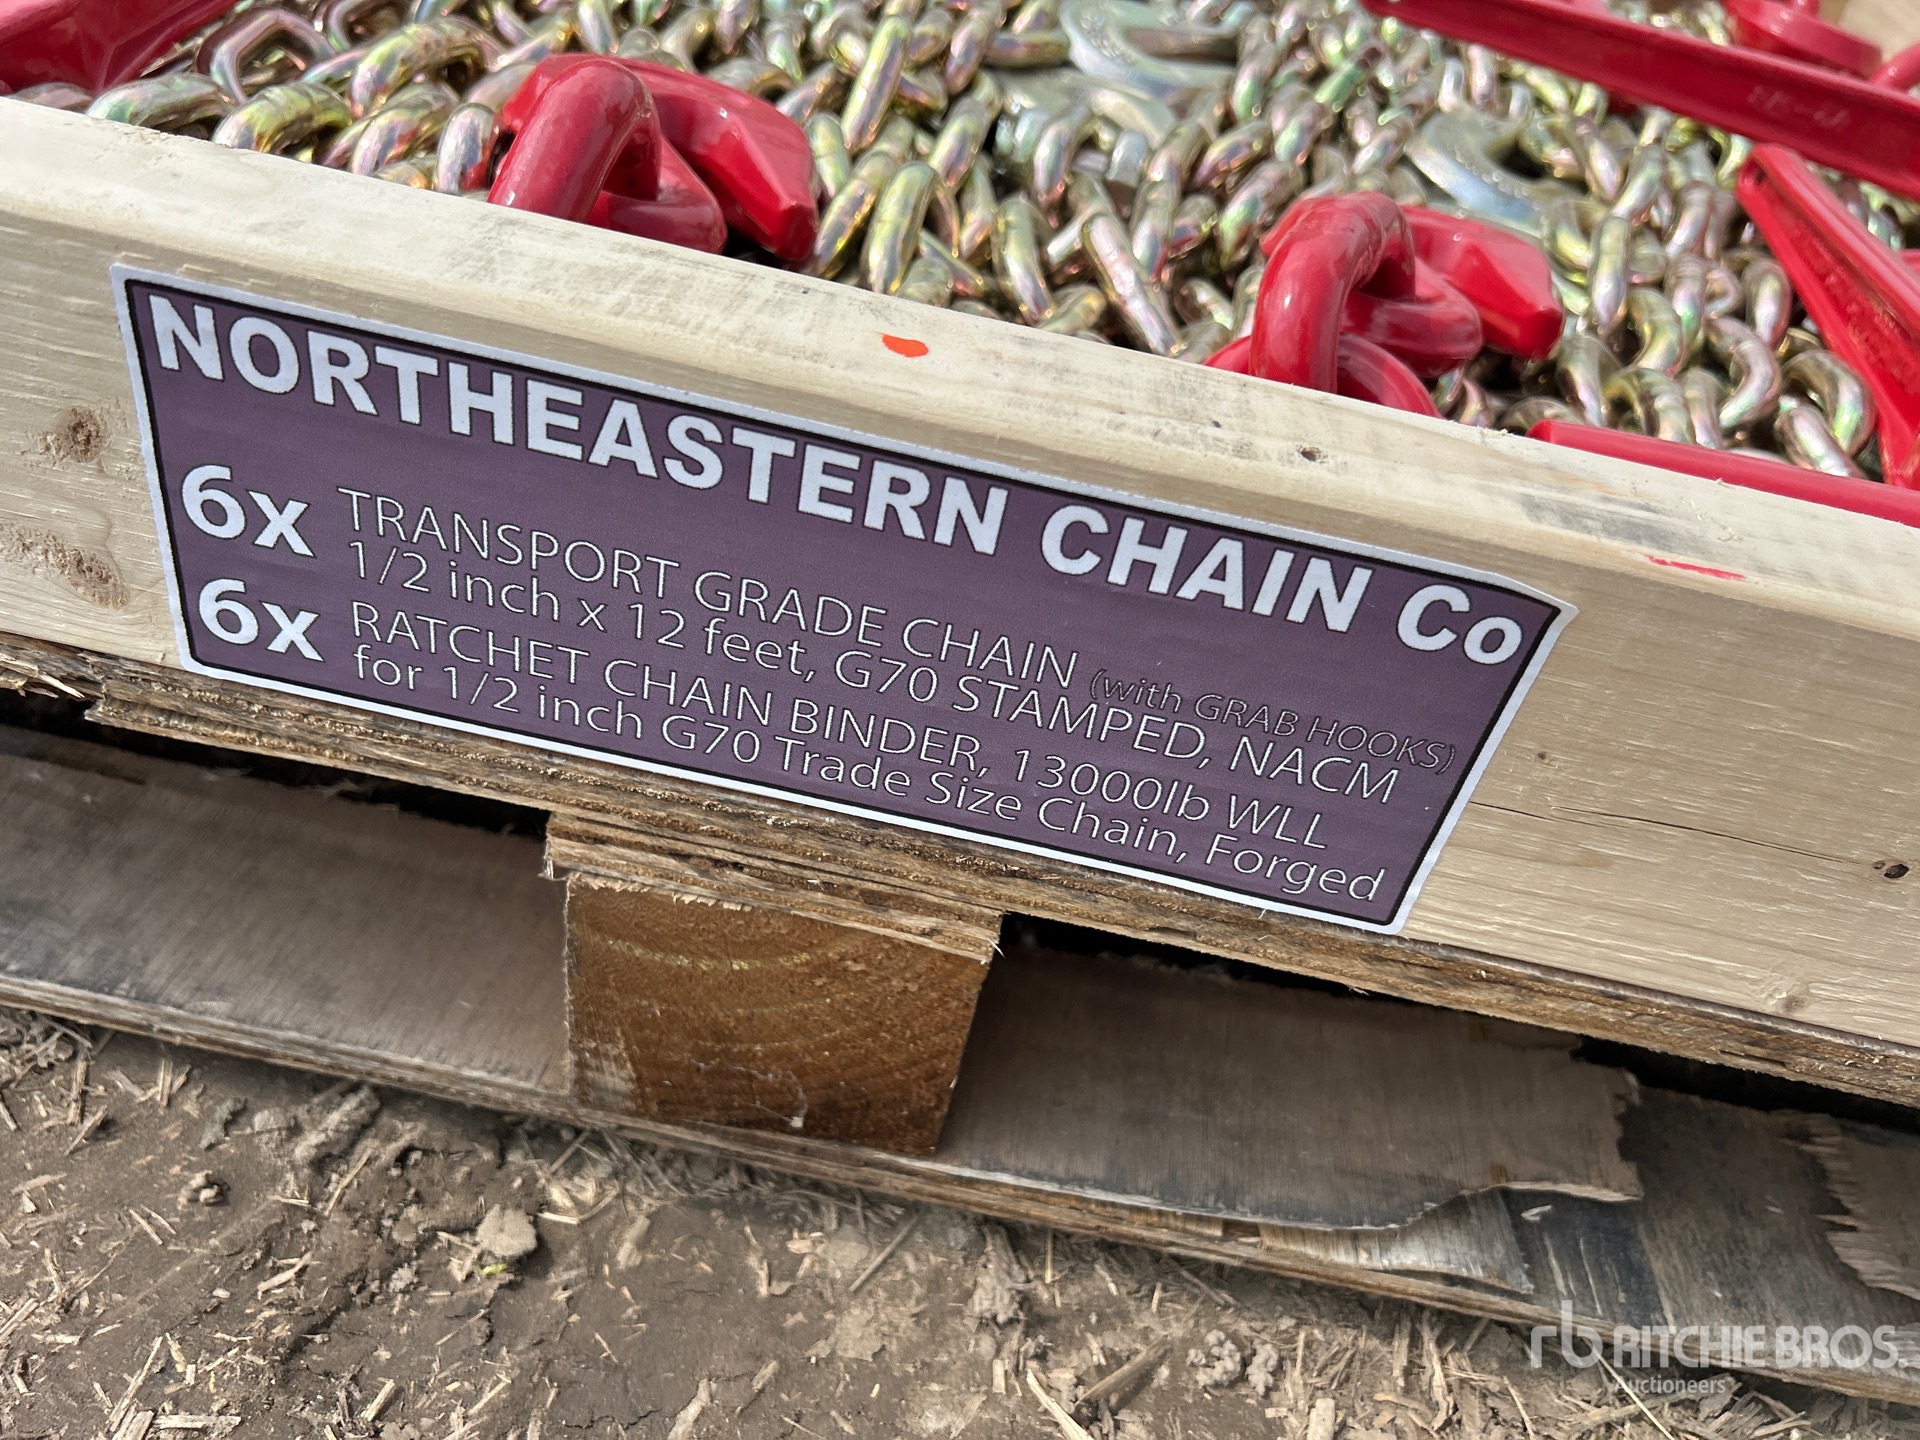 NORTHEASTERN CHAIN Co
6x TRANSPORT GRADE CHAIN (with GRAB HOOKS)
1/2 inch x 12 feet, G70 STAMPED, NACM
6x RATCHET CHAIN BINDER, 13000lb WLL
for 1/2 inch G70 Trade Size Chain, Forged
rb RITCHIE BROS.
Auctioneers